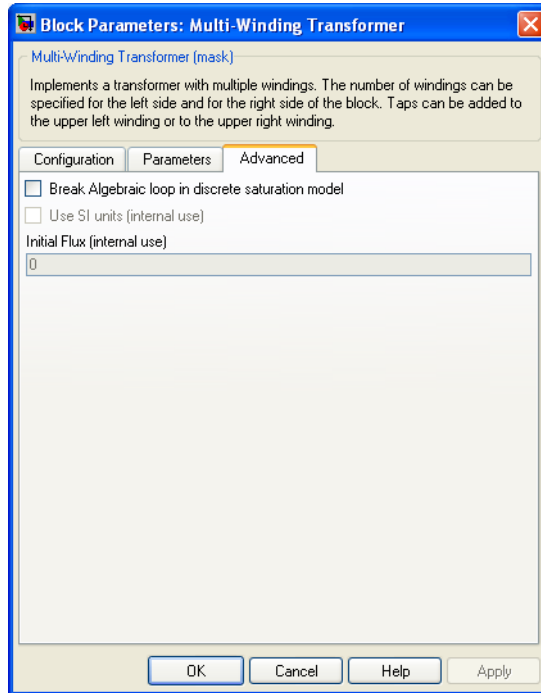 Block Parameters: Multi-Winding Transformer
Multi-Winding Transformer (mask)
Implements a transformer with multiple windings. The number of windings can be
specified for the left side and for the right side of the block. Taps can be added to
the upper left winding or to the upper right winding.
Configuration Parameters Advanced
Break Algebraic loop in discrete saturation model
Use SI units (internal use)
Initial Flux (internal use)
0
OK Cancel Help Apply